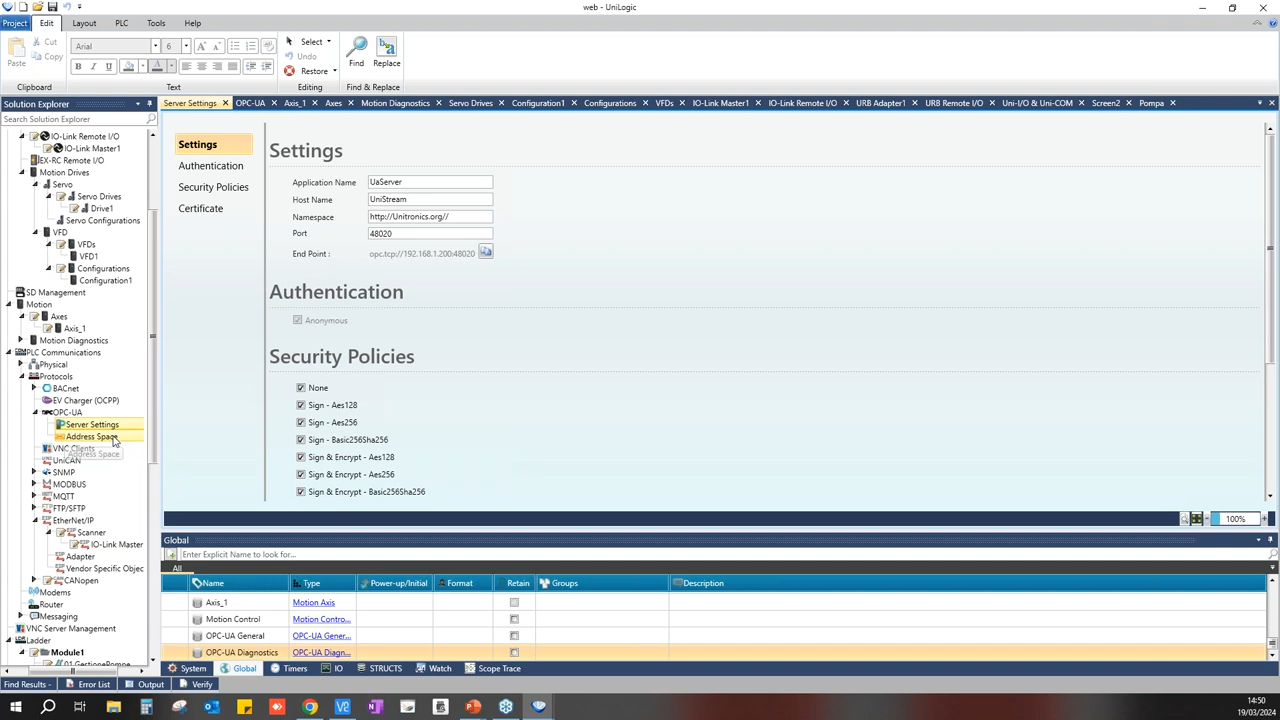 web - UniLogic
Project
Edit
Layout
PLC
Tools
Help
Paste
Cut
Copy
Clipboard
Arial
6
Text
Select
Undo
Restore
Editing
Find
Replace
Find & Replace
Solution Explorer
Search Solution Explorer
IO-Link Remote I/O
IO-Link Master1
EX-RC Remote I/O
Motion Drives
Servo
Servo Drives
Drive1
Servo Configurations
VFD
VFDs
VFD1
Configurations
Configuration1
SD Management
Motion
Axes
Axis_1
Motion Diagnostics
PLC Communications
Physical
Protocols
BACnet
EV Charger (OCPP)
OPC-UA
Server Settings
Address Space
VNC Clients
Address Space
UniCAN
SNMP
MODBUS
MQTT
FTP/SFTP
EtherNet/IP
Scanner
IO-Link Master
Adapter
Vendor Specific Objec
CANopen
Modems
Router
Messaging
VNC Server Management
Ladder
Module1
01 GestionePompe
Server Settings
OPC-UA
Axis_1
Axes
Motion Diagnostics
Servo Drives
Configuration1
Configurations
VFDs
IO-Link Master1
IO-Link Remote I/O
URB Adapter1
URB Remote I/O
Uni-I/O & Uni-COM
Screen2
Pompa
Settings
Authentication
Security Policies
Certificate
Settings
Application Name UaServer
Host Name UniStream
Namespace http://Unitronics.org//
Port 48020
End Point : opc.tcp://192.168.1.200:48020
Authentication
Anonymous
Security Policies
None
Sign - Aes128
Sign - Aes256
Sign - Basic256Sha256
Sign & Encrypt - Aes128
Sign & Encrypt - Aes256
Sign & Encrypt - Basic256Sha256
100%
Global
Enter Explicit Name to look for...
All
Name Type Power-up/Initial Format Retain Groups Description
Axis_1 Motion Axis
Motion Control Motion Contro...
OPC-UA General OPC-UA Gener...
OPC-UA Diagnostics OPC-UA Diagn...
System Global Timers IO STRUCTS Watch Scope Trace
Find Results - Error List Output Verify
14:50
19/03/2024